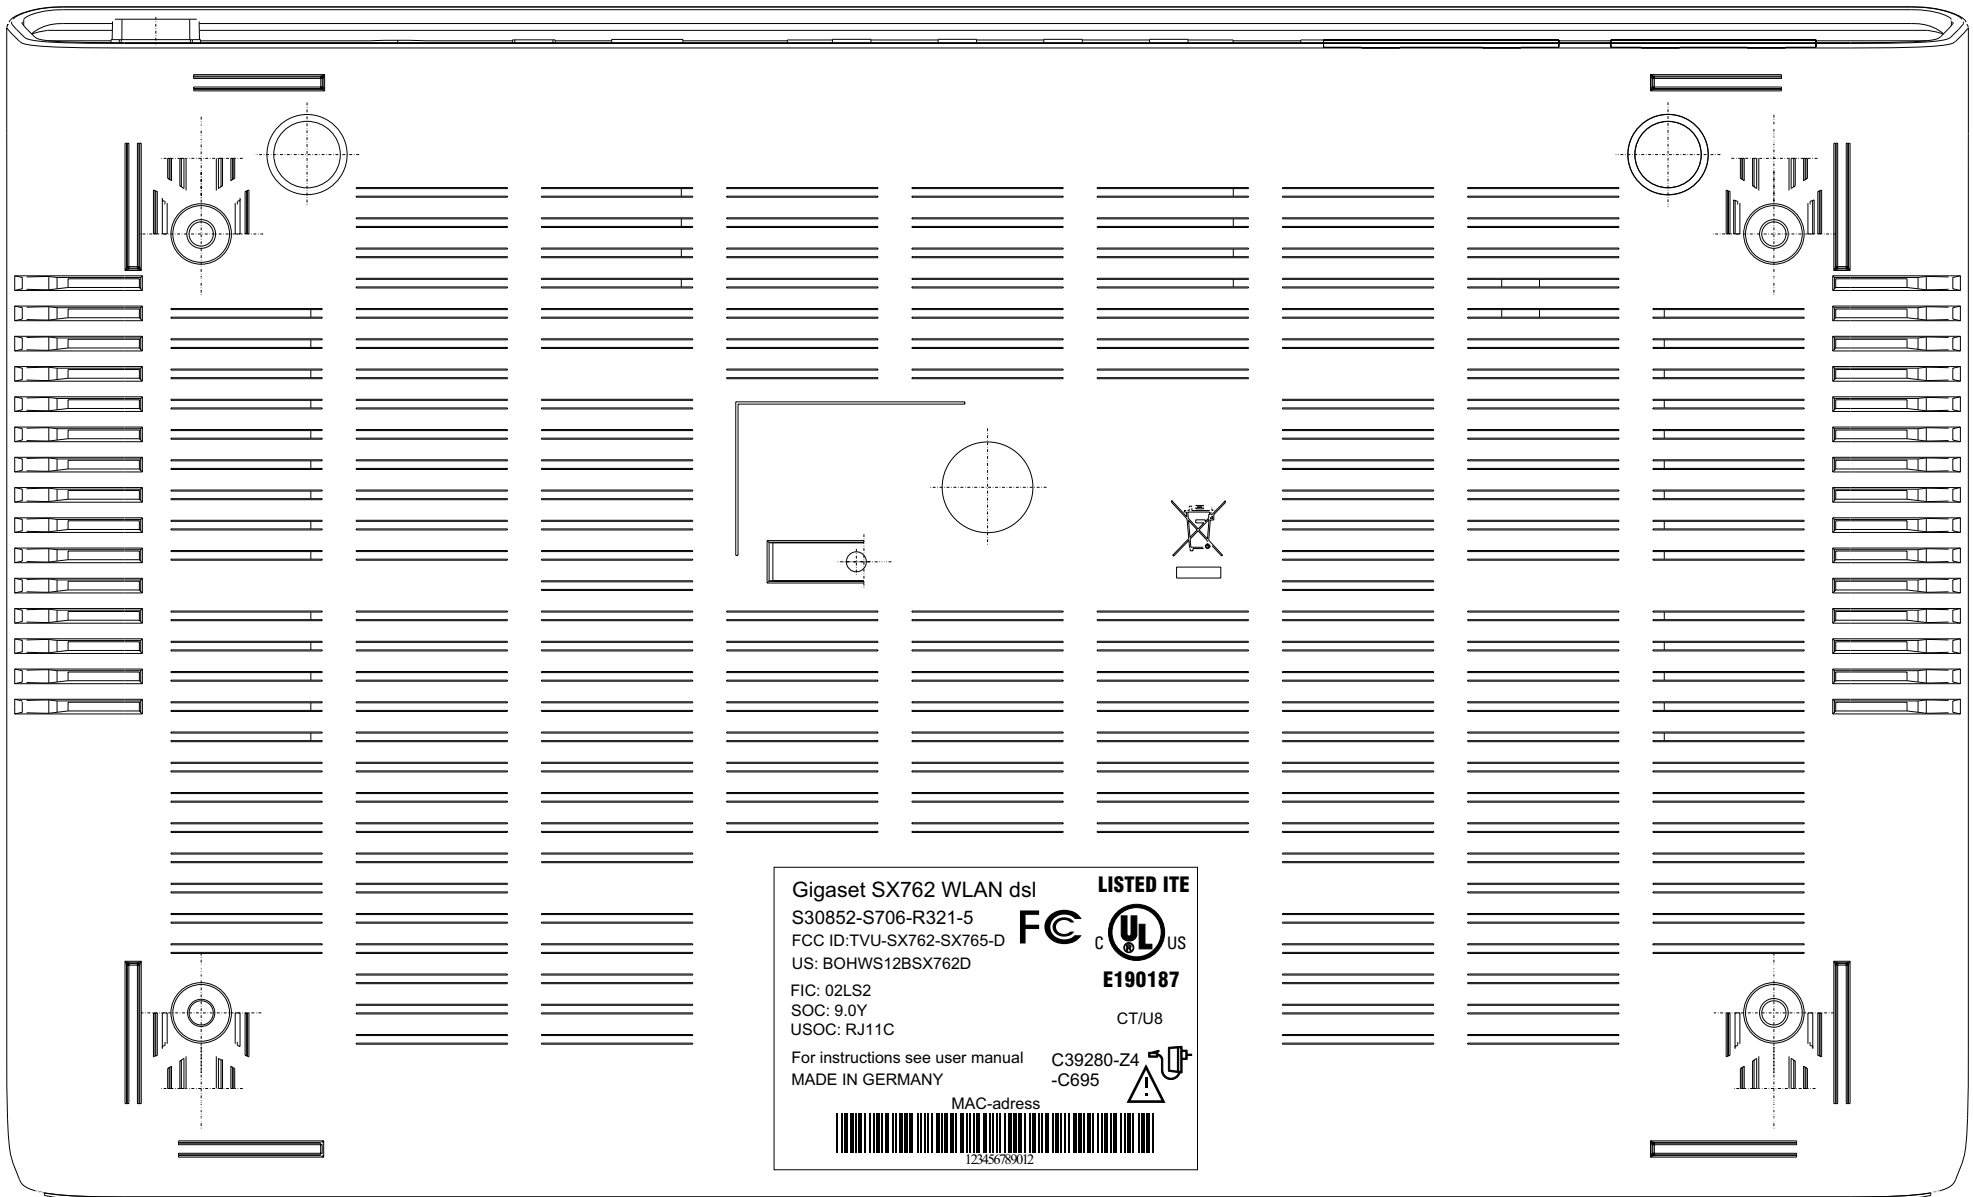 Gigaset SX762 WLAN dsl
LISTED ITE
S30852-S706-R321-5
FC
FCC ID:TVU-SX762-SX765-D
C UL ® US
US: BOHWS12BSX762D
E190187
FIC: 02LS2
SOC: 9.0Y
CT/U8
USOC: RJ11C
For instructions see user manual
C39280-Z4
MADE IN GERMANY
-C695
MAC-adress
123456789012